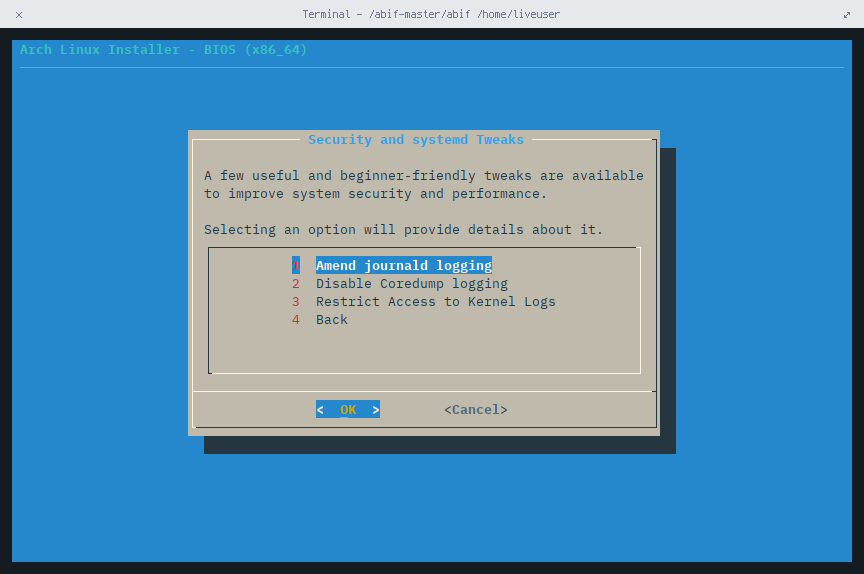 Terminal - /abif-master/abif /home/liveuser
Arch Linux Installer - BIOS (x86_64)
Security and systemd Tweaks
A few useful and beginner-friendly tweaks are available
to improve system security and performance.
Selecting an option will provide details about it.
1 Amend journald logging
2 Disable Coredump logging
3 Restrict Access to Kernel Logs
4 Back
< OK > <Cancel>